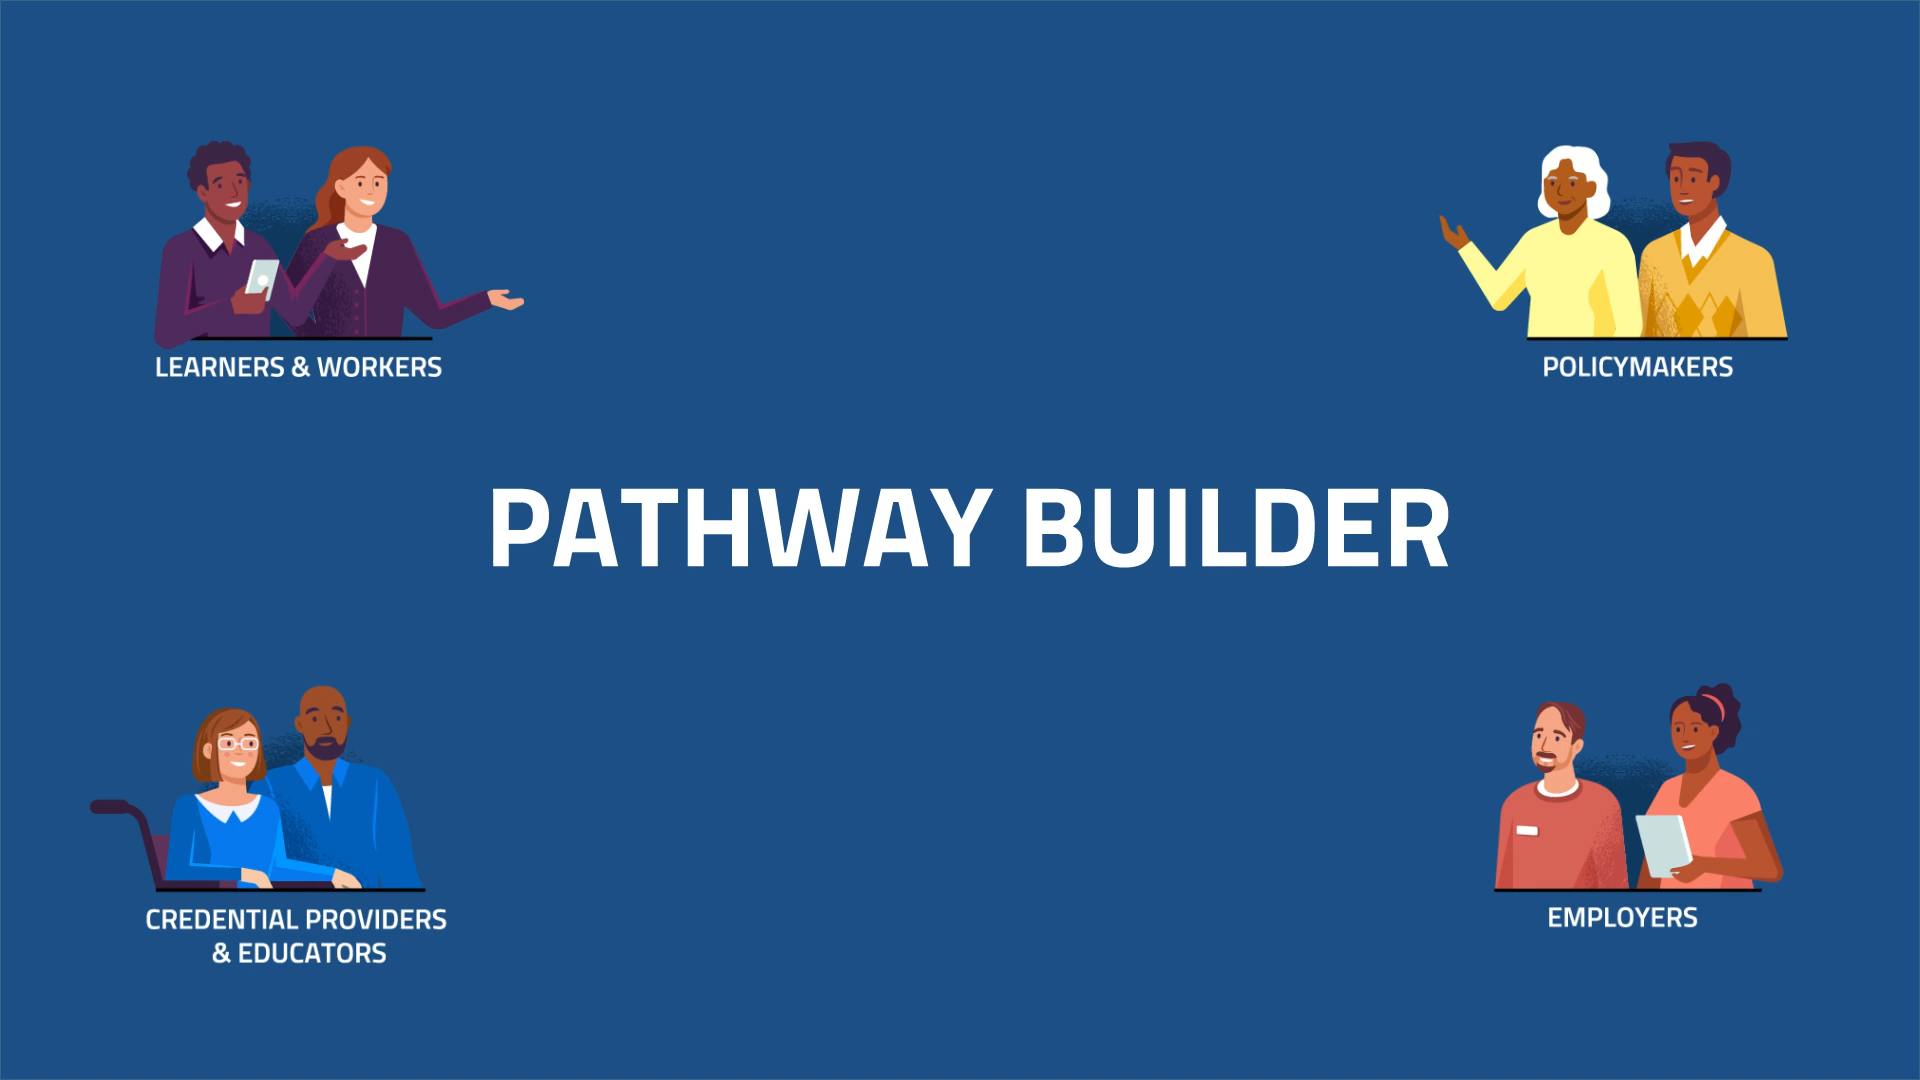 LEARNERS & WORKERS
POLICYMAKERS
PATHWAY BUILDER
CREDENTIAL PROVIDERS
& EDUCATORS
EMPLOYERS